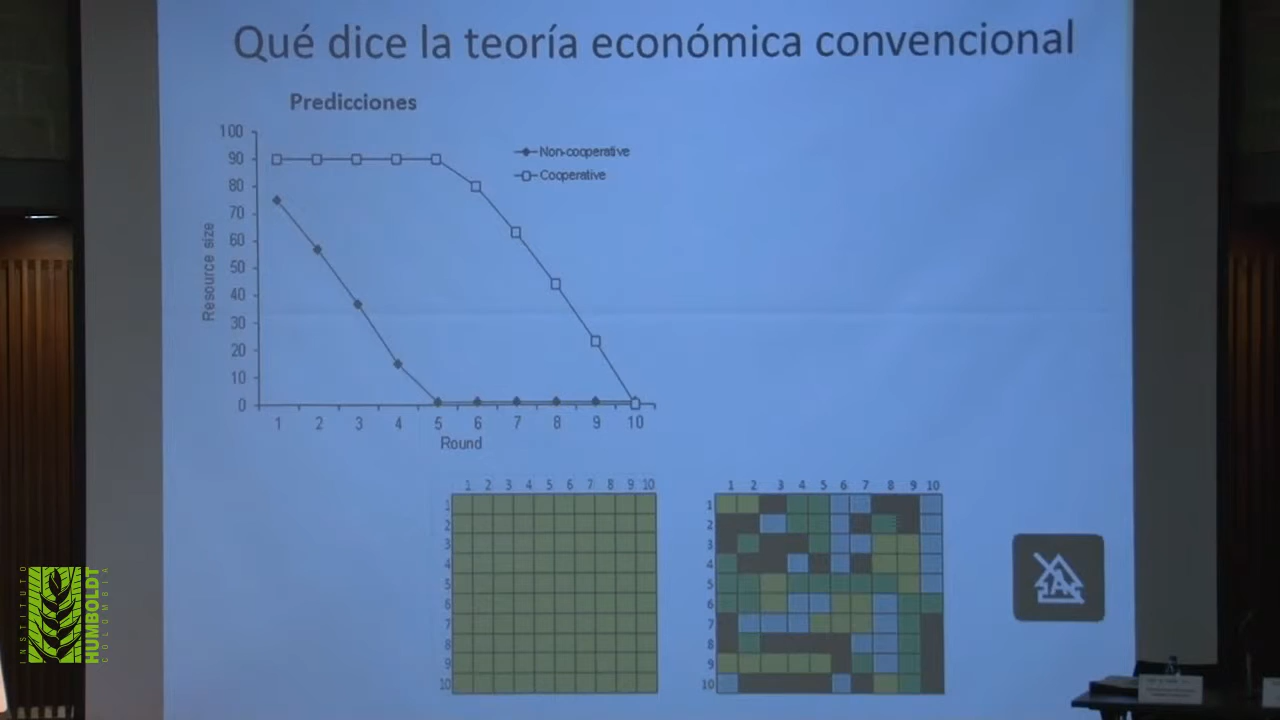 Qué dice la teoría económica convencional
Predicciones
100
90
80
70
60
50
40
30
20
10
0
Resource size
Non-cooperative
Cooperative
1 2 3 4 5 6 7 8 9 10
Round
1 2 3 4 5 6 7 8 9 10
1
2
3
4
5
6
7
8
9
10
1 2 3 4 5 6 7 8 9 10
1
2
3
4
5
6
7
8
9
10
INSTITUTO
HUMBOLDT
COLOMBIA